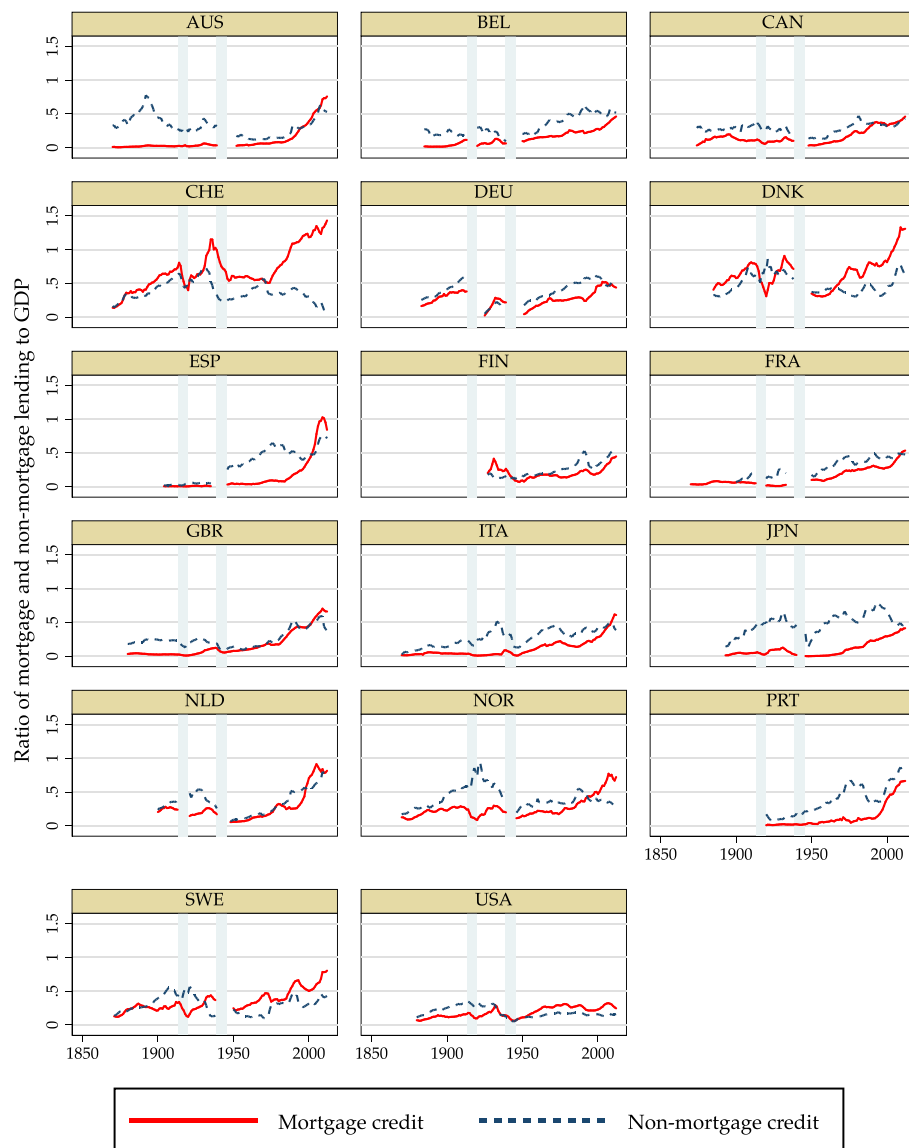 Ratio of mortgage and non-mortgage lending to GDP
AUS BEL CAN
0 .5 1 1.5
CHE DEU DNK
0 .5 1 1.5
ESP FIN FRA
0 .5 1 1.5
GBR ITA JPN
0 .5 1 1.5
NLD NOR PRT
0 .5 1 1.5
1850 1900 1950 2000
SWE USA
0 .5 1 1.5
1850 1900 1950 2000 1850 1900 1950 2000
Mortgage credit Non-mortgage credit